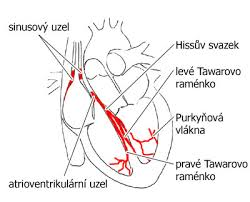 sinusový uzel
Hissův svazek
levé Tawarovo
raménko
Purkyňová
vlákna
pravé Tawarovo
raménko
atrioventrikulární uzel